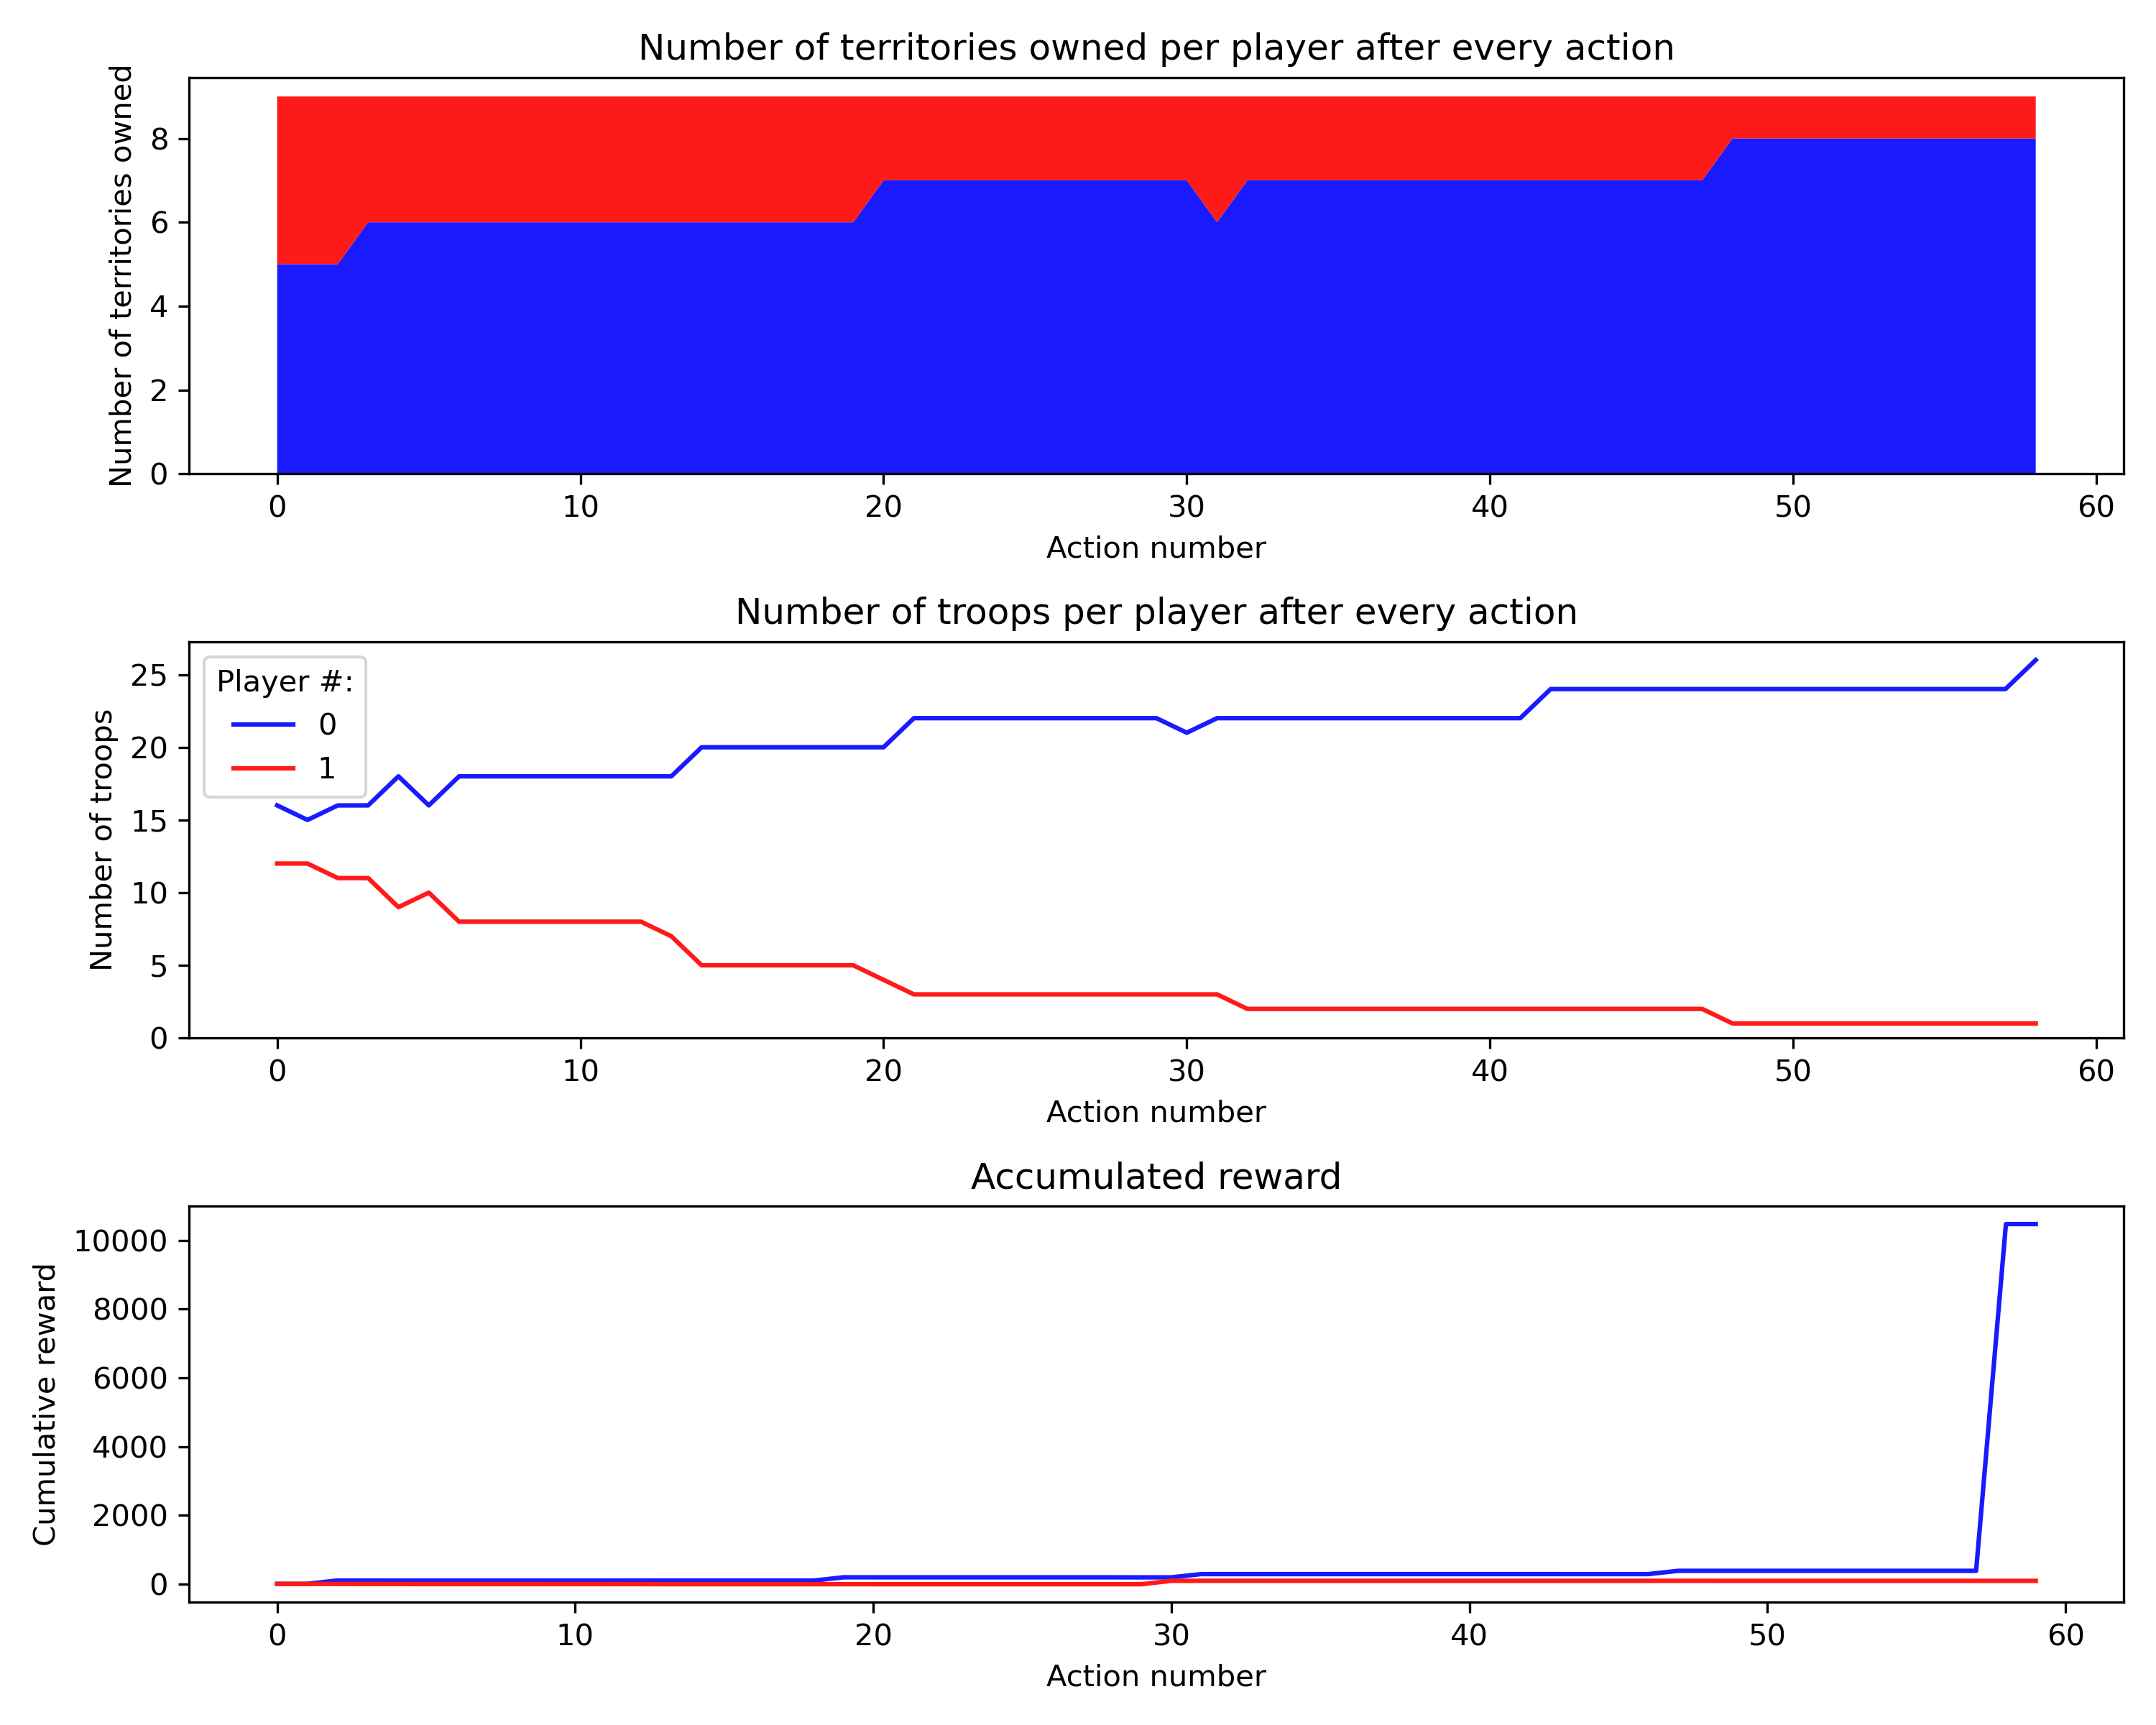 Number of territories owned per player after every action
Number of territories owned
8
6
4
2
0
0 10 20 30 40 50 60
Action number
Number of troops per player after every action
Number of troops
25
20
15
10
5
0
Player #:
0
1
0 10 20 30 40 50 60
Action number
Accumulated reward
Cumulative reward
10000
8000
6000
4000
2000
0
0 10 20 30 40 50 60
Action number